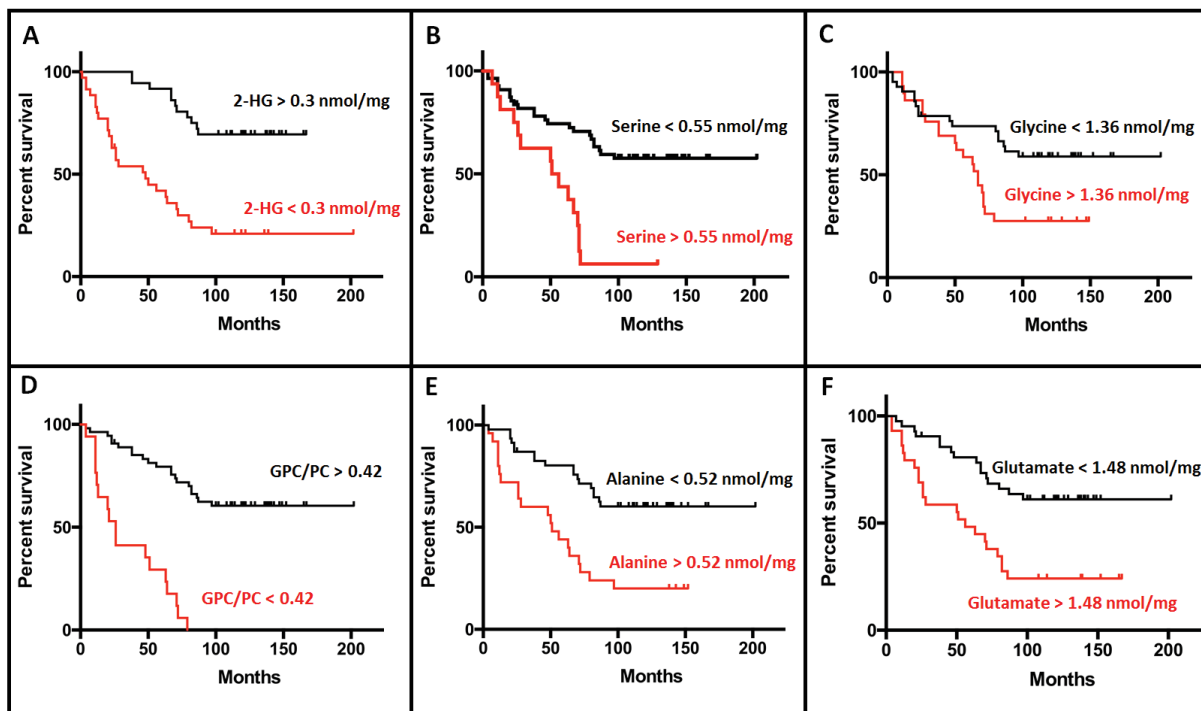 A
Percent survival
100
50
0
2-HG > 0.3 nmol/mg
2-HG < 0.3 nmol/mg
0 50 100 150 200
Months
B
Percent survival
100
50
0
Serine < 0.55 nmol/mg
Serine > 0.55 nmol/mg
0 50 100 150 200
Months
C
Percent survival
100
50
0
Glycine < 1.36 nmol/mg
Glycine > 1.36 nmol/mg
0 50 100 150 200
Months
D
Percent survival
100
50
0
GPC/PC > 0.42
GPC/PC < 0.42
0 50 100 150 200
Months
E
Percent survival
100
50
0
Alanine < 0.52 nmol/mg
Alanine > 0.52 nmol/mg
0 50 100 150 200
Months
F
Percent survival
100
50
0
Glutamate < 1.48 nmol/mg
Glutamate > 1.48 nmol/mg
0 50 100 150 200
Months